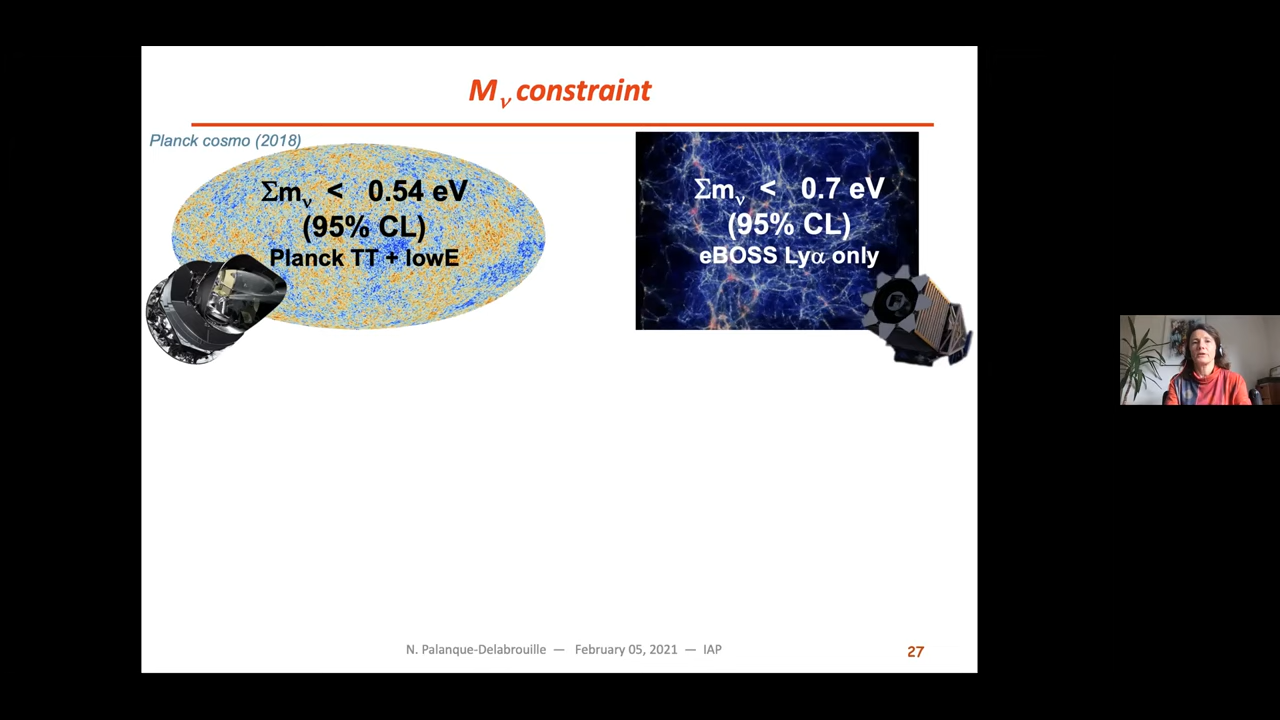 Mν constraint
Planck cosmo (2018)
Σmν < 0.54 eV
(95% CL)
Planck TT + lowE
Σmν < 0.7 eV
(95% CL)
eBOSS Lyα only
N. Palanque-Delabrouille — February 05, 2021 — IAP
27